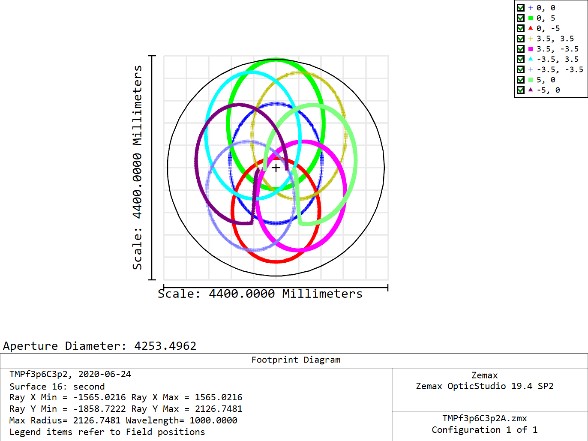 0, 0
0, 5
0, -5
3.5, 3.5
3.5, -3.5
-3.5, 3.5
-3.5, -3.5
5, 0
-5, 0
Scale: 4400.0000 Millimeters
Scale: 4400.0000 Millimeters
Aperture Diameter: 4253.4962
Footprint Diagram
TMPf3p6C3p2, 2020-06-24
Surface 16: second
Ray X Min = -1565.0216 Ray X Max = 1565.0216
Ray Y Min = -1858.7222 Ray Y Max = 2126.7481
Max Radius= 2126.7481 Wavelength= 1000.0000
Legend items refer to Field positions
Zemax
Zemax OpticStudio 19.4 SP2
TMPf3p6C3p2A.zmx
Configuration 1 of 1